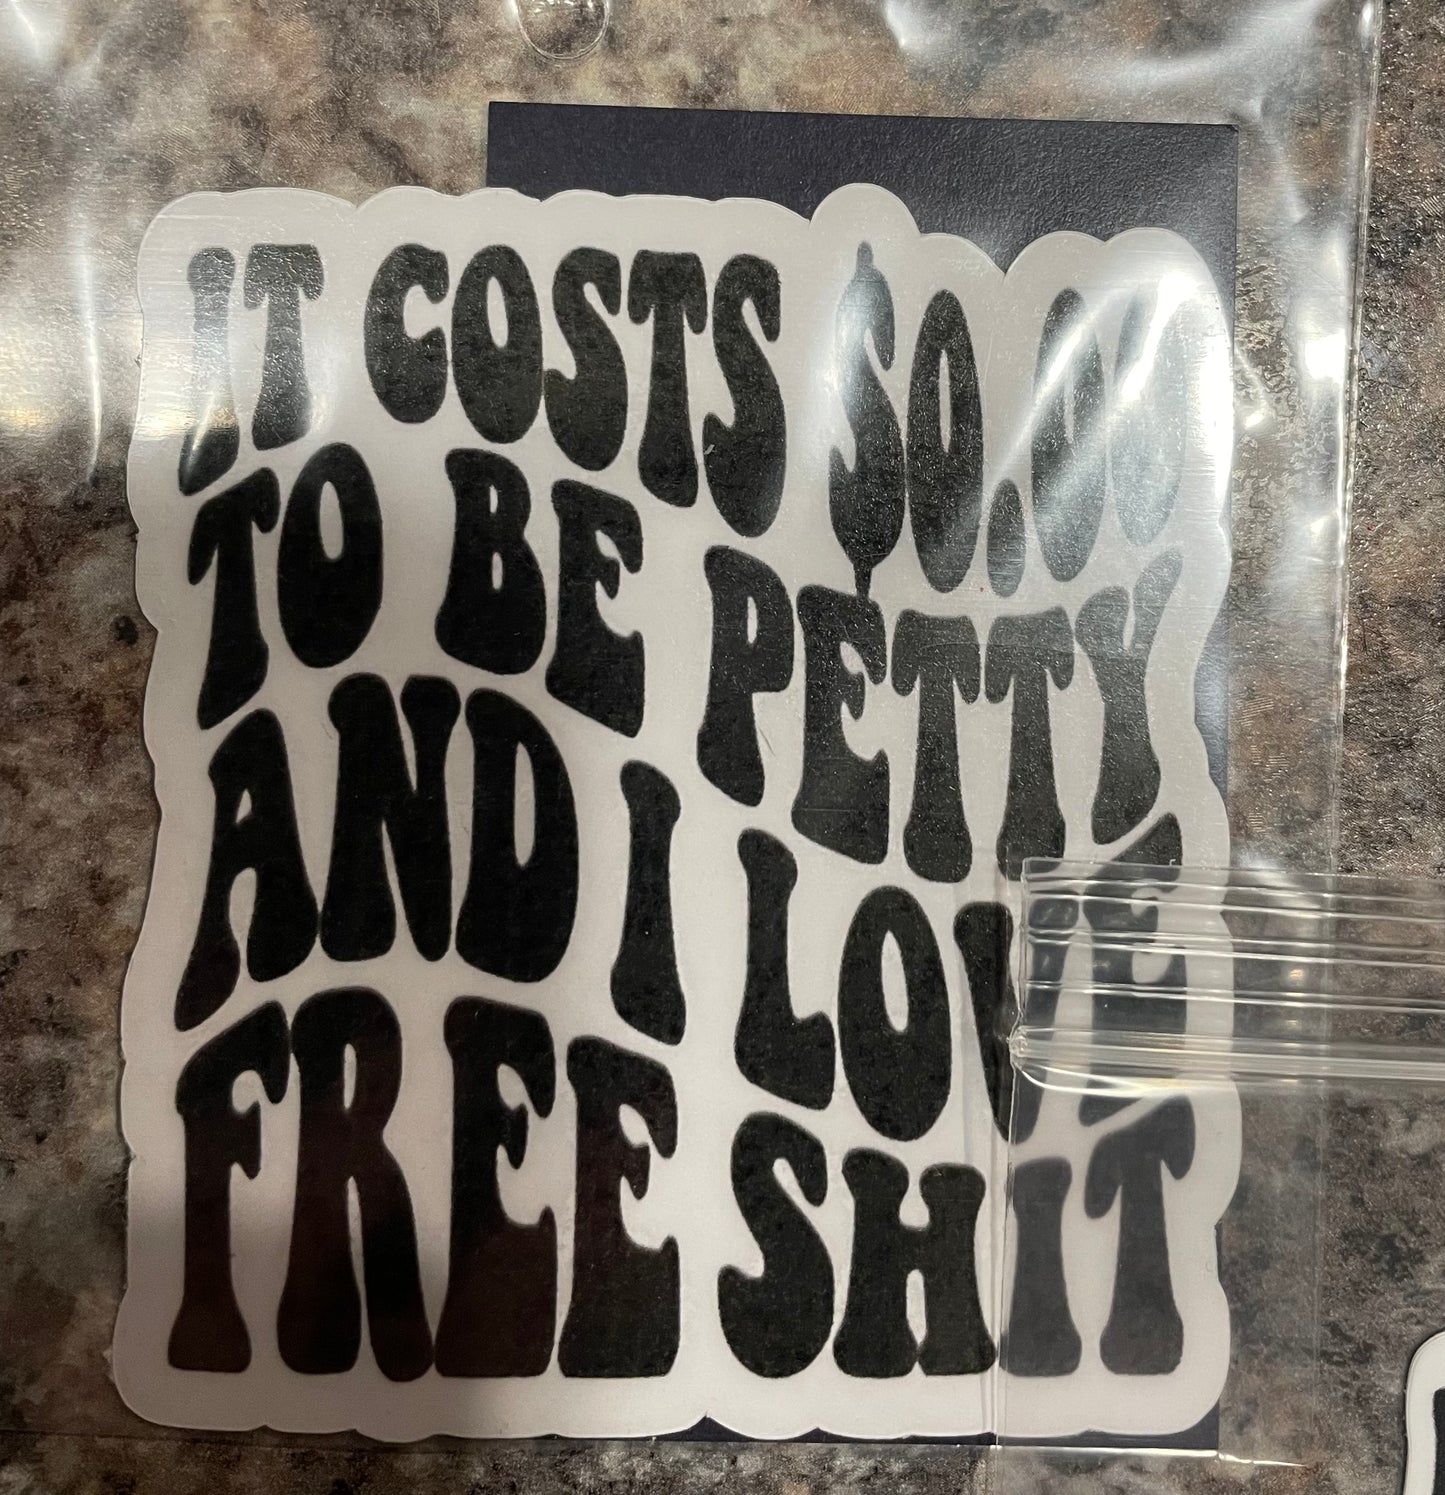 IT COSTS $0.00
TO BE PETTY,
AND I LOVE
FREE SHIT